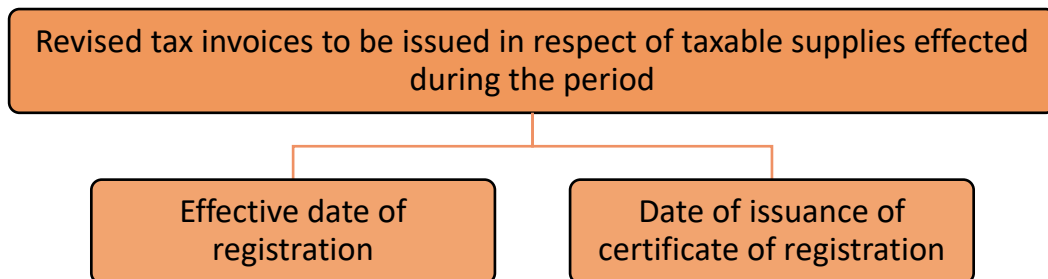 Revised tax invoices to be issued in respect of taxable supplies effected
during the period
Effective date of
registration
Date of issuance of
certificate of registration